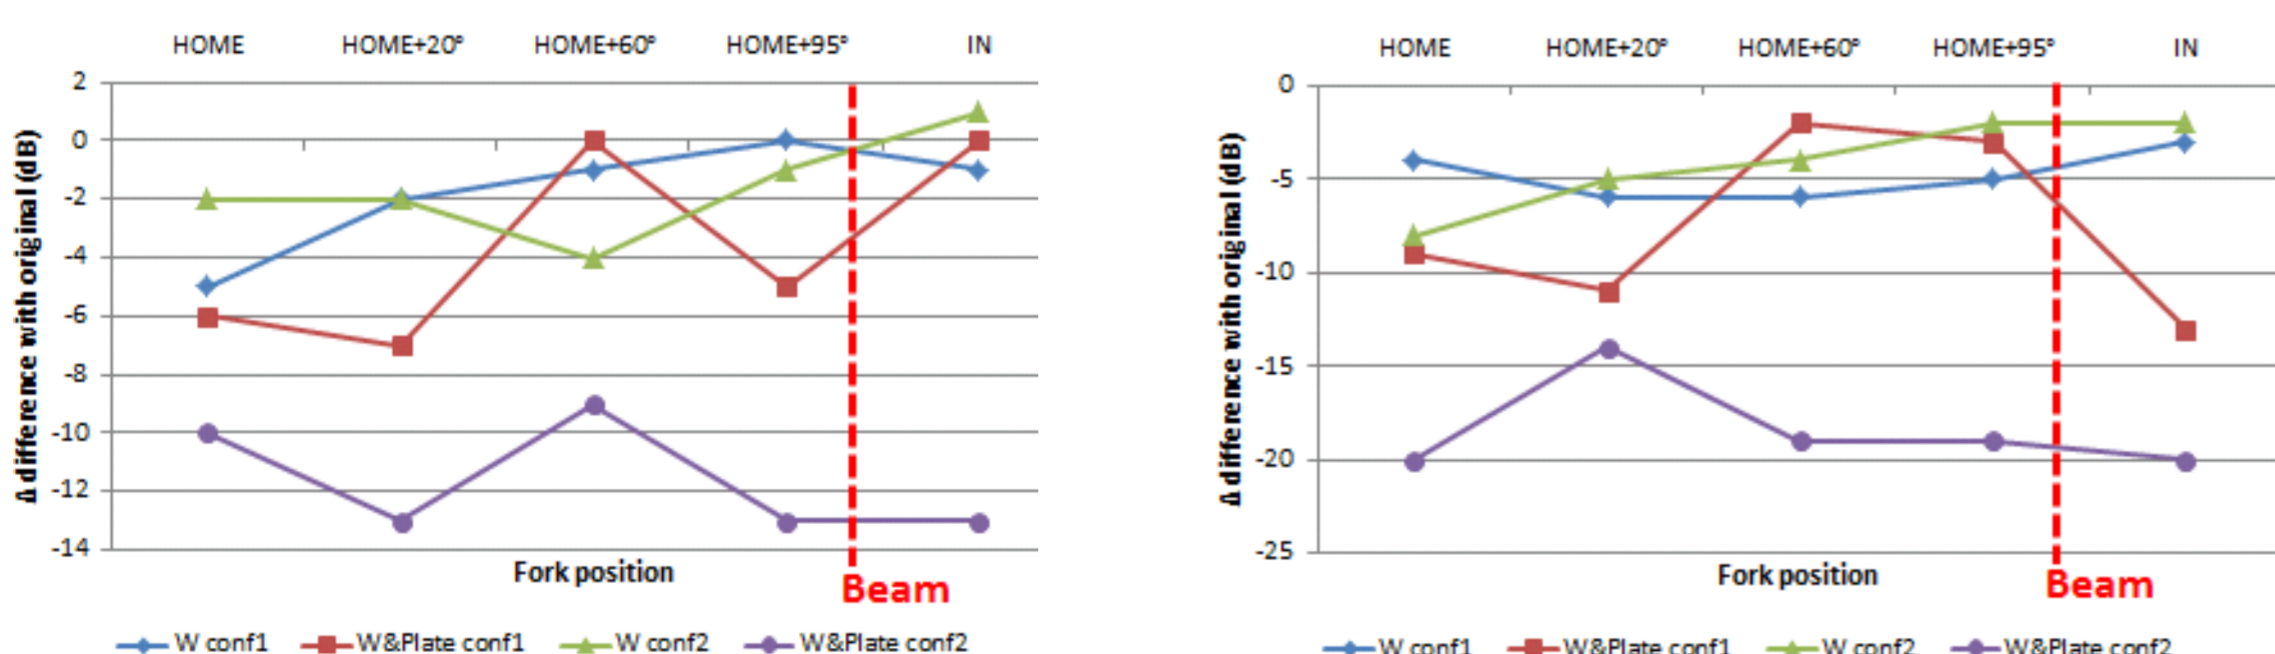 HOME HOME+20° HOME+60° HOME+95° IN
2
0
-2
-4
-6
-8
-10
-12
-14
Δ difference with original (dB)
Fork position
Beam
W conf1 W&Plate conf1 W conf2 W&Plate conf2
HOME HOME+20° HOME+60° HOME+95° IN
0
-5
-10
-15
-20
-25
Δ difference with original (dB)
Fork position
Beam
W conf1 W&Plate conf1 W conf2 W&Plate conf2